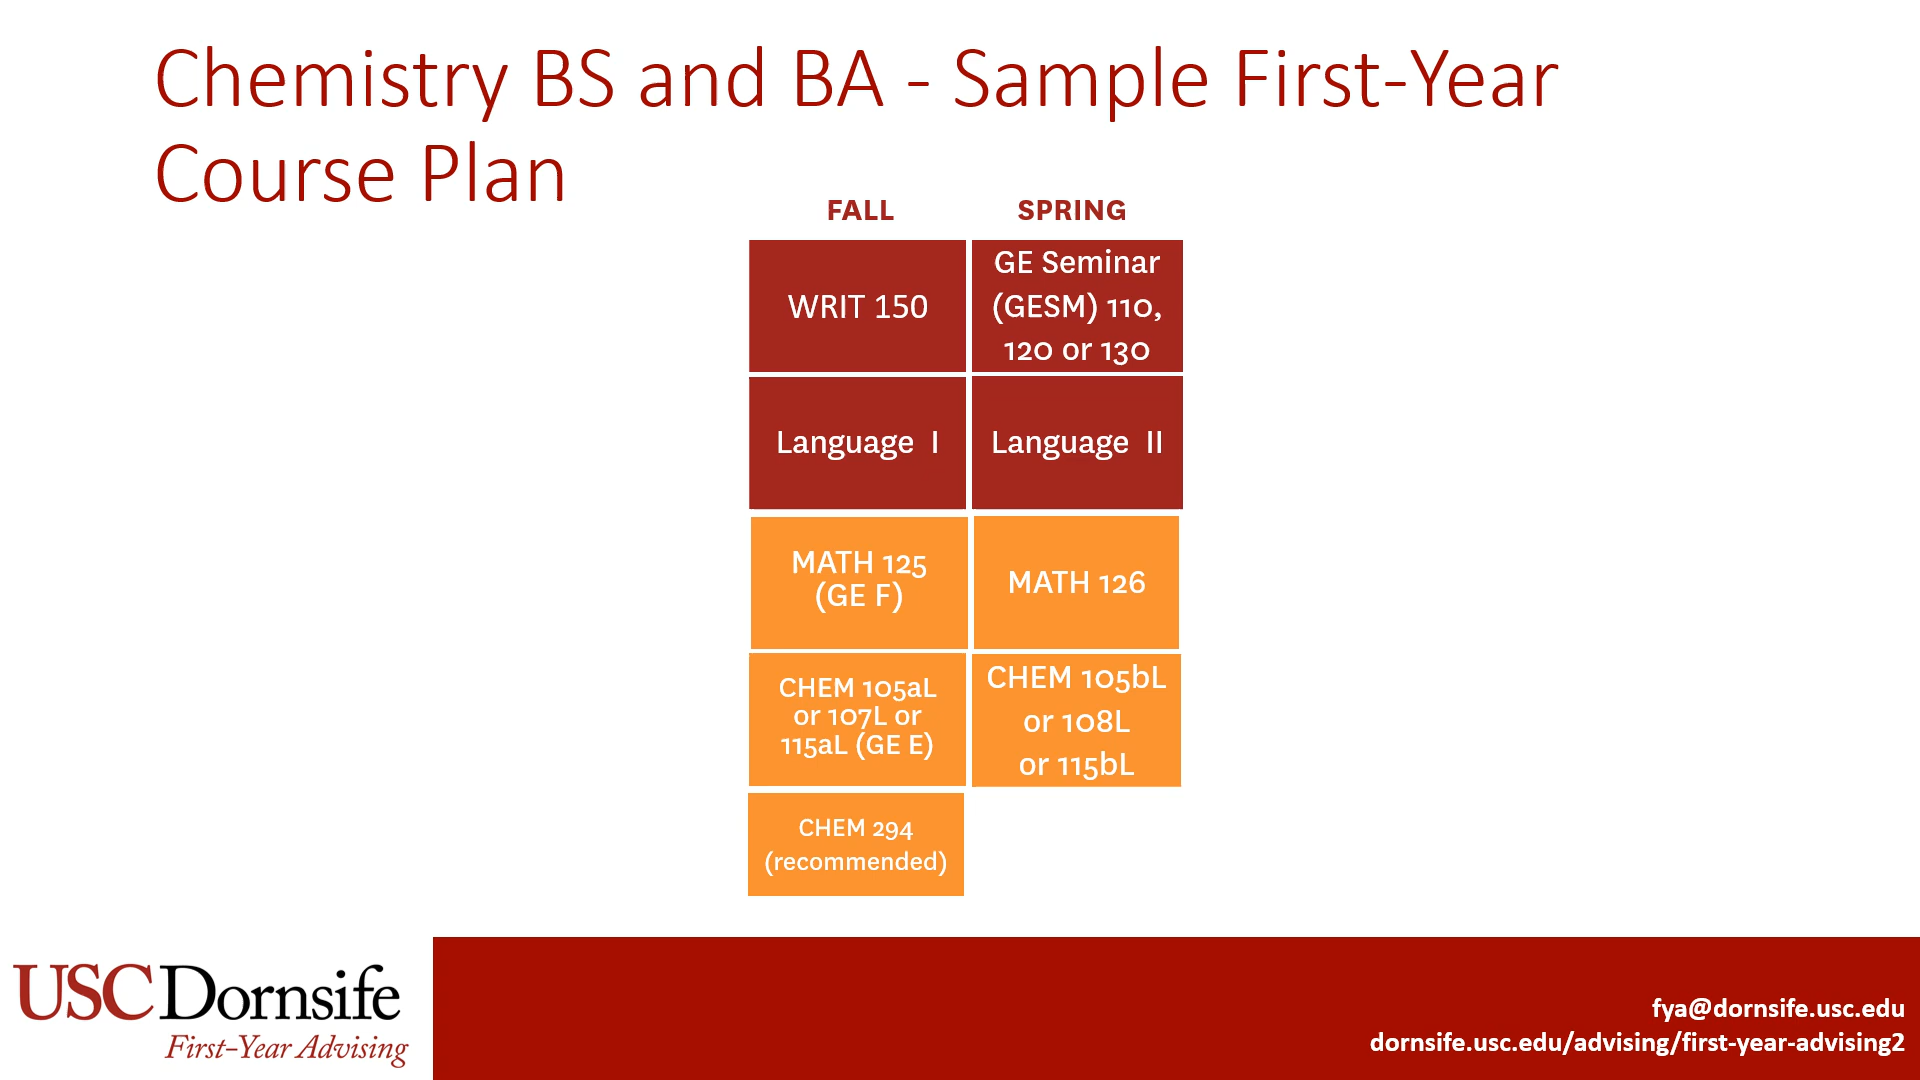 Chemistry BS and BA - Sample First-Year
Course Plan
FALL
SPRING
WRIT 150
GE Seminar
(GESM) 110,
120 or 130
Language I
Language II
MATH 125
(GE F)
MATH 126
CHEM 105aL
or 107L or
115aL (GE E)
CHEM 105bL
or 108L
or 115bL
CHEM 294
(recommended)
USC Dornsife
First-Year Advising
fya@dornsife.usc.edu
dornsife.usc.edu/advising/first-year-advising2